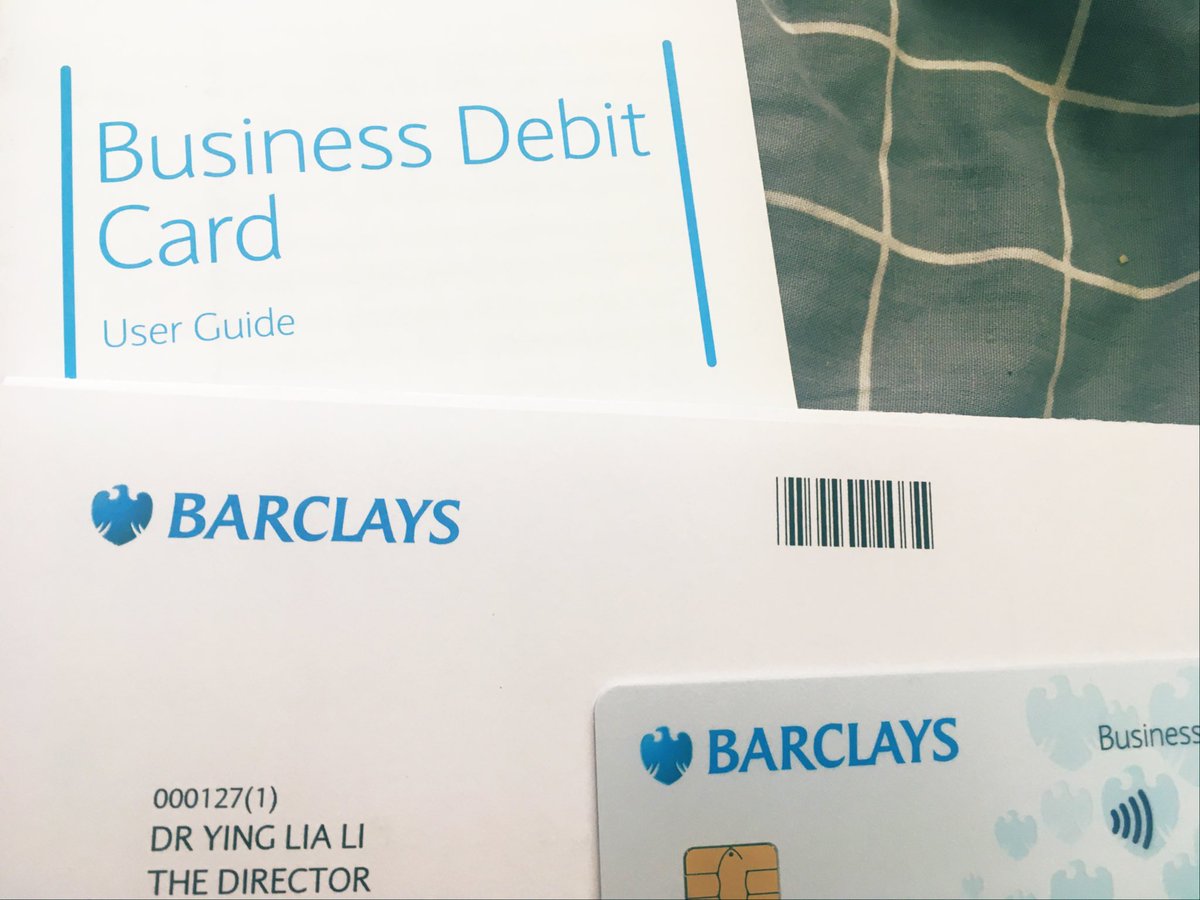 Business Debit
Card
User Guide
BARCLAYS
000127(1)
DR YING LIA LI
THE DIRECTOR
BARCLAYS
Business